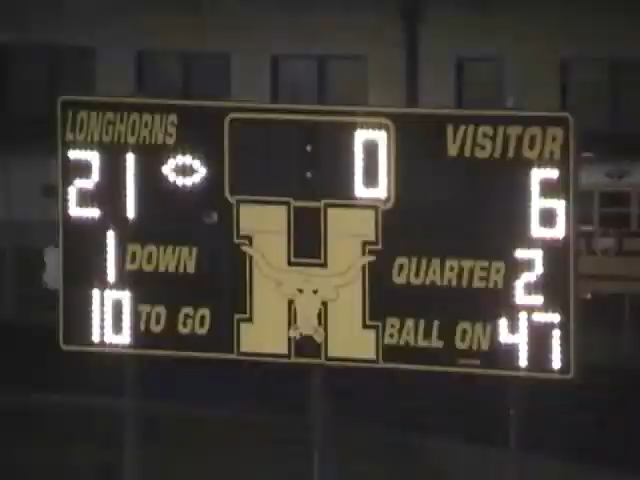 LONGHORNS : 0 VISITOR
21 6
1 DOWN H QUARTER 2
10 TO GO BALL ON 47